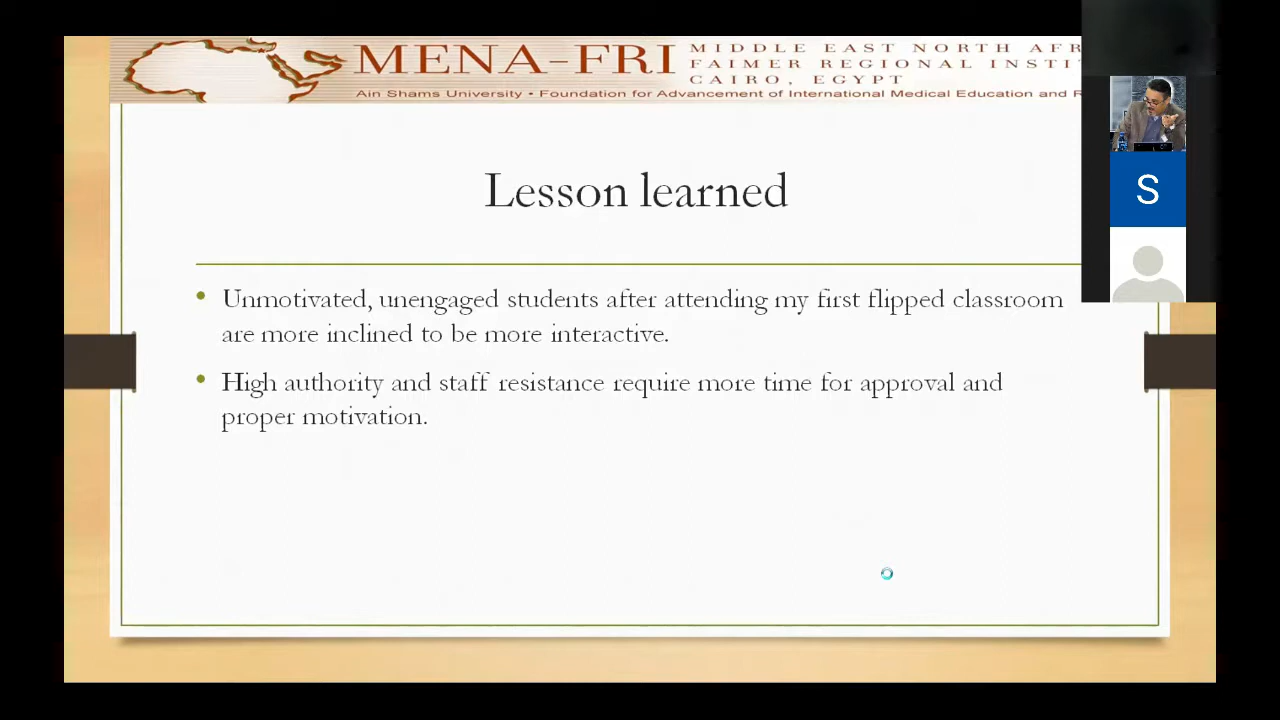 MENA-FRI
MIDDLE EAST NORTH AFR
FAIMER REGIONAL INSTI
CAIRO, EGYPT
Ain Shams University • Foundation for Advancement of International Medical Education and R
Lesson learned
S
• Unmotivated, unengaged students after attending my first flipped classroom
are more inclined to be more interactive.
• High authority and staff resistance require more time for approval and
proper motivation.